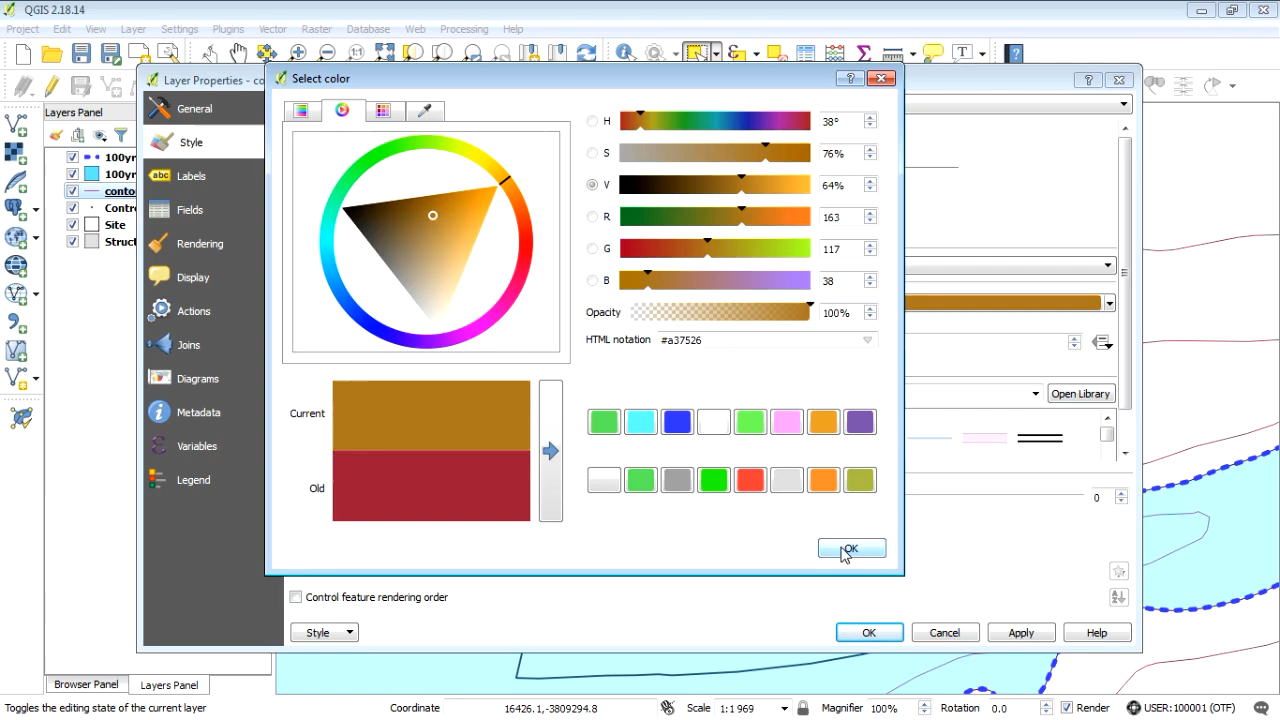 QGIS 2.18.14
Project Edit View Layer Settings Plugins Vector Raster Database Web Processing Help
Layer Properties - co
Select color
Layers Panel
100yr
100yr
conto
Contro
Site
Struct
General
Style
abc Labels
Fields
Rendering
Display
Actions
Joins
Diagrams
Metadata
Variables
Legend
H 38°
S 76%
V 64%
R 163
G 117
B 38
Opacity 100%
HTML notation #a37526
Current
Old
OK
Open Library
0
Control feature rendering order
Style
OK Cancel Apply Help
Browser Panel Layers Panel
Toggles the editing state of the current layer
Coordinate 16426.1,-3809294.8
Scale 1:1 969
Magnifier 100%
Rotation 0.0
Render
USER:100001 (OTF)